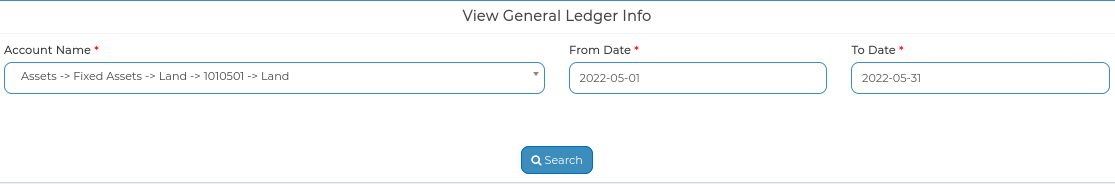 View General Ledger Info
Account Name *
From Date *
To Date *
Assets -> Fixed Assets -> Land -> 1010501 -> Land
2022-05-01
2022-05-31
Search